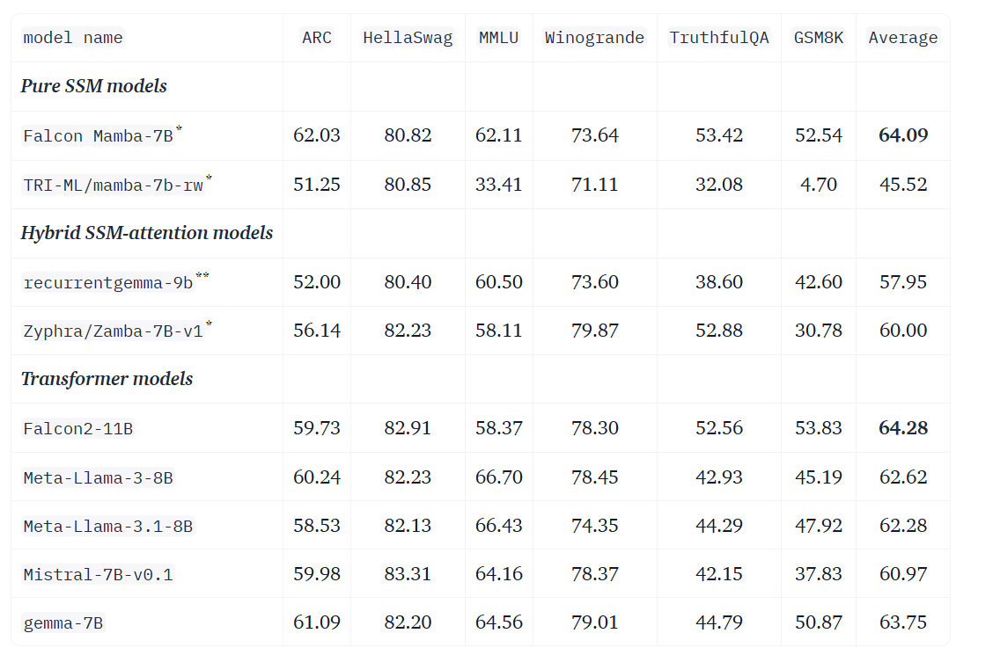 model name ARC HellaSwag MMLU Winogrande TruthfulQA GSM8K Average
Pure SSM models
Falcon Mamba-7B* 62.03 80.82 62.11 73.64 53.42 52.54 64.09
TRI-ML/mamba-7b-rw* 51.25 80.85 33.41 71.11 32.08 4.70 45.52
Hybrid SSM-attention models
recurrentgemma-9b** 52.00 80.40 60.50 73.60 38.60 42.60 57.95
Zyphra/Zamba-7B-v1* 56.14 82.23 58.11 79.87 52.88 30.78 60.00
Transformer models
Falcon2-11B 59.73 82.91 58.37 78.30 52.56 53.83 64.28
Meta-Llama-3-8B 60.24 82.23 66.70 78.45 42.93 45.19 62.62
Meta-Llama-3.1-8B 58.53 82.13 66.43 74.35 44.29 47.92 62.28
Mistral-7B-v0.1 59.98 83.31 64.16 78.37 42.15 37.83 60.97
gemma-7B 61.09 82.20 64.56 79.01 44.79 50.87 63.75